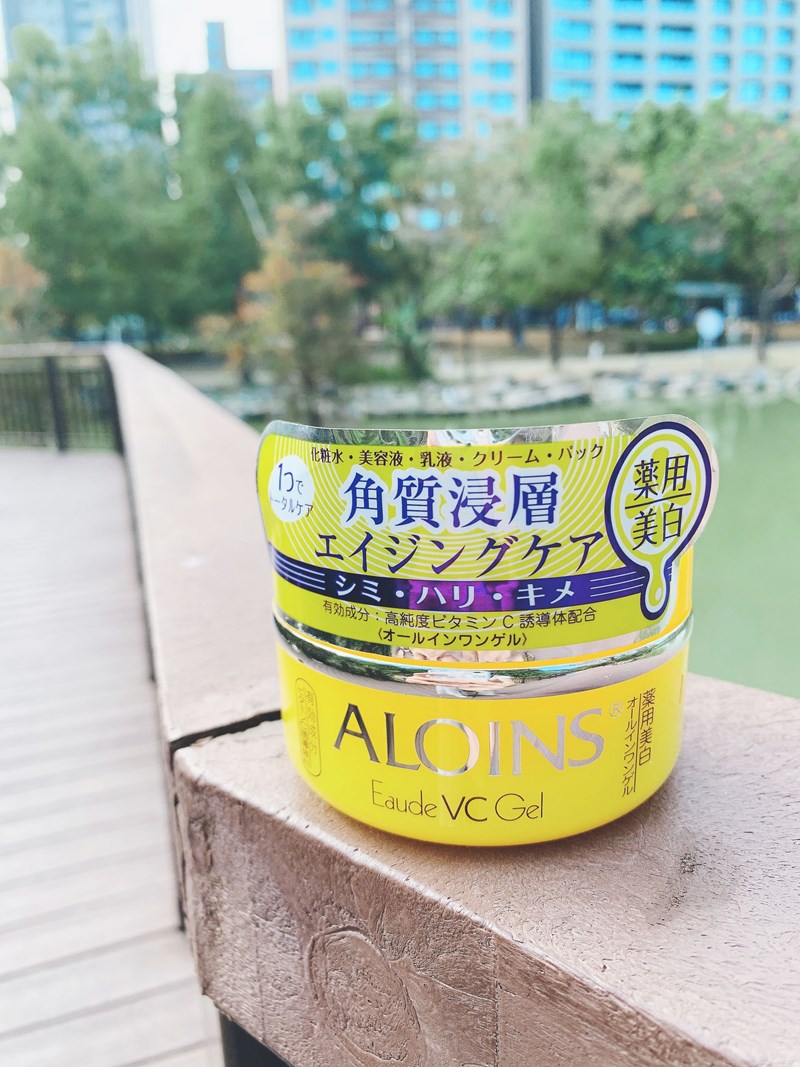 化粧水・美容液・乳液・クリーム・パック
1つで
トータルケア
角質浸層
エイジングケア
シミ・ハリ・キメ
有効成分:高純度ビタミンC誘導体配合
〈オールインワンゲル〉
薬用
美白
ALOINS®
Eaude VC Gel
薬用美白
オールインワンゲル